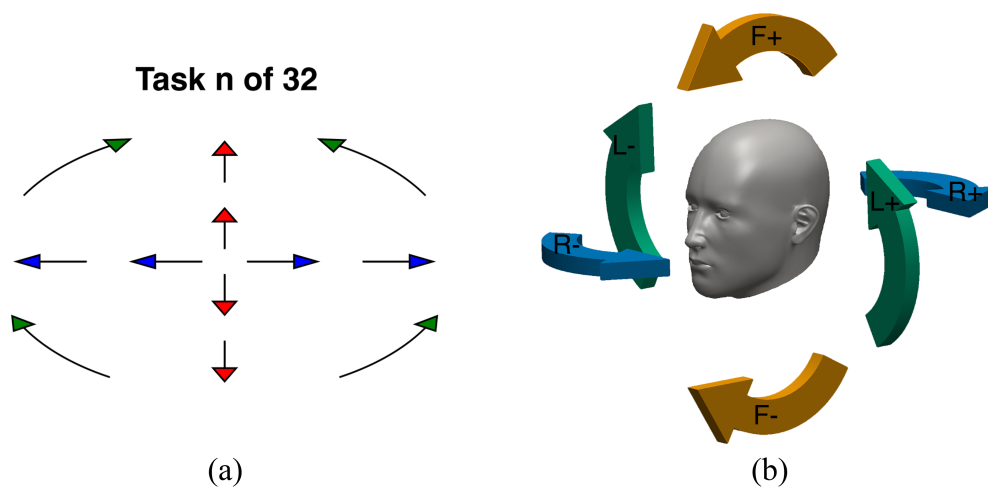 Task n of 32
F+
L-
L+
R+
R-
F-
(a)
(b)